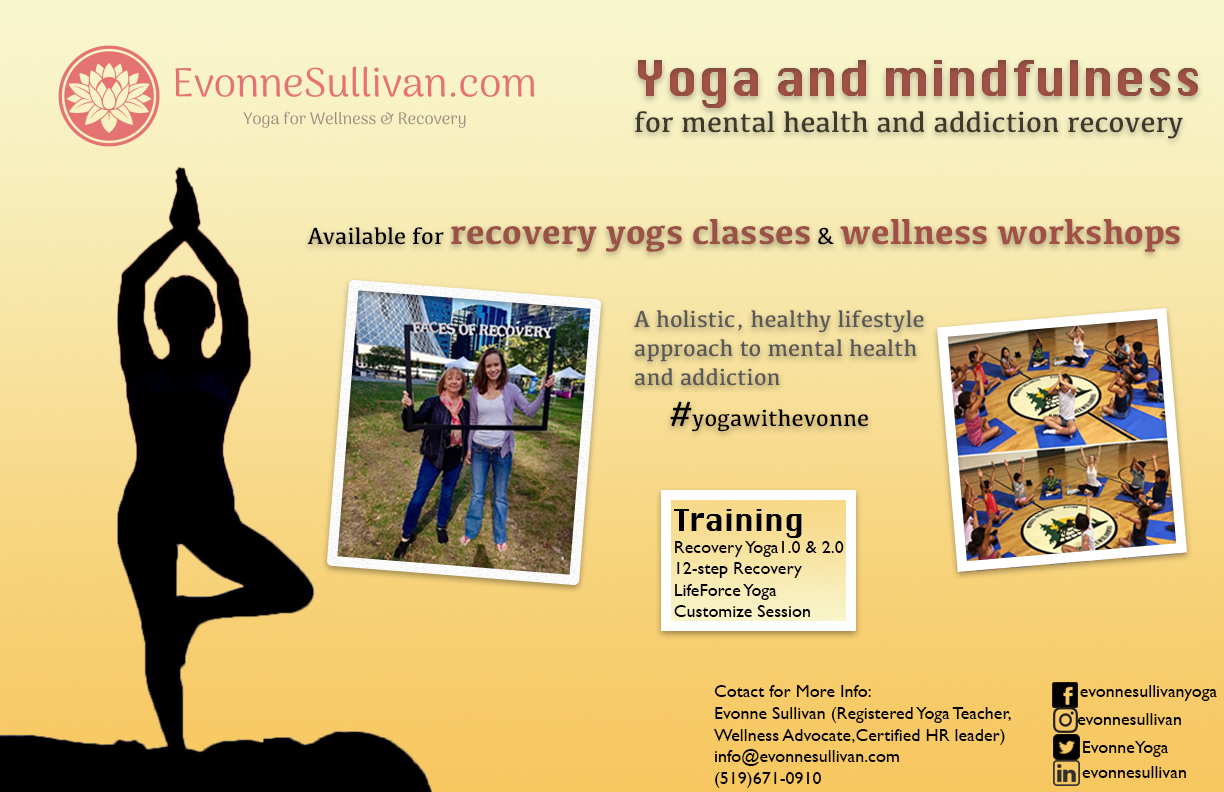 EvonneSullivan.com
Yoga for Wellness & Recovery
Yoga and mindfulness
for mental health and addiction recovery
Available for recovery yogs classes & wellness workshops
FACES OF RECOVERY
A holistic, healthy lifestyle
approach to mental health
and addiction
#yogawithevonne
Training
Recovery Yoga1.0 & 2.0
12-step Recovery
LifeForce Yoga
Customize Session
Cotact for More Info:
Evonne Sullivan (Registered Yoga Teacher,
Wellness Advocate,Certified HR leader)
info@evonnesullivan.com
(519)671-0910
evonnesullivanyoga
evonnesullivan
EvonneYoga
evonnesullivan